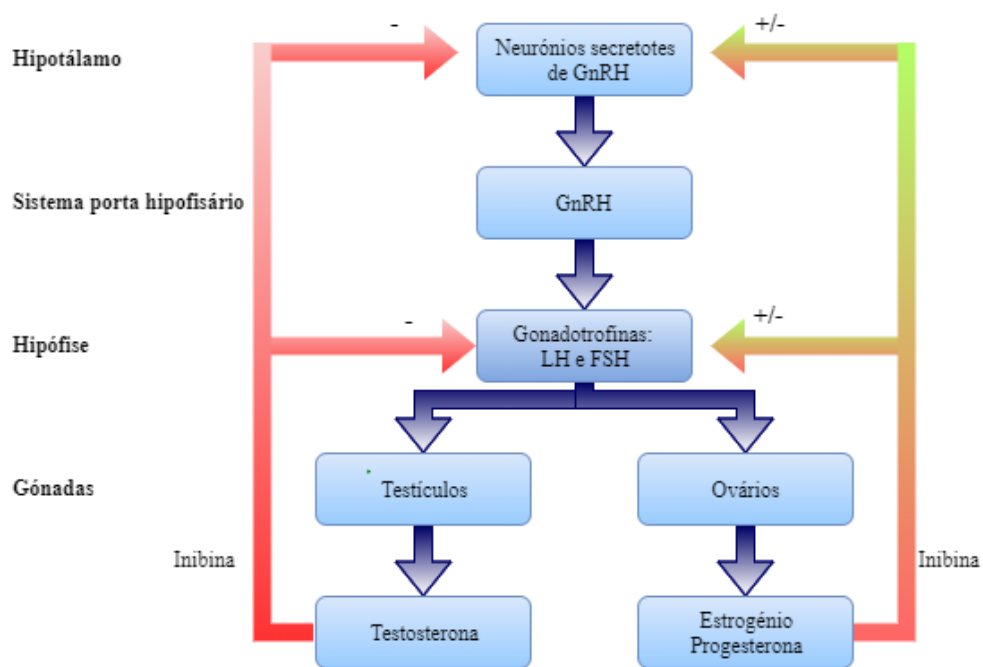 -
+/-
Hipotálamo
Neurónios secretotes
de GnRH
Sistema porta hipofisário
GnRH
-
+/-
Hipófise
Gonadotrofinas:
LH e FSH
Gónadas
Testículos
Ovários
Inibina
Inibina
Testosterona
Estrogénio
Progesterona